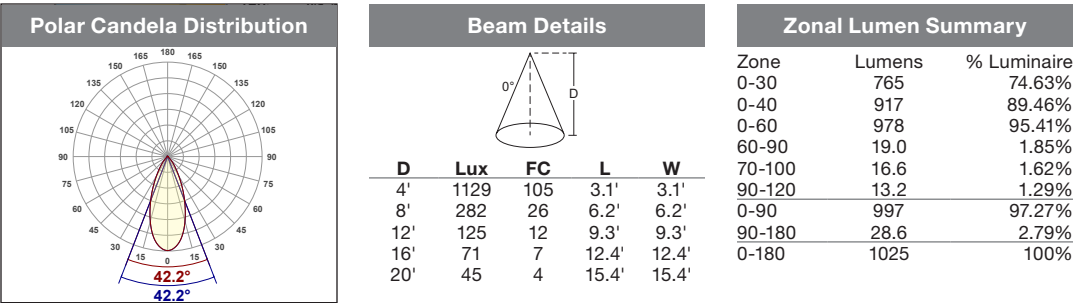 Polar Candela Distribution
180
165 165
150 150
135 135
120 120
105 105
90 90
75 75
60 60
45 45
30 30
15 0 15
42.2°
42.2°
Beam Details
0°
D
D Lux FC L W
4' 1129 105 3.1' 3.1'
8' 282 26 6.2' 6.2'
12' 125 12 9.3' 9.3'
16' 71 7 12.4' 12.4'
20' 45 4 15.4' 15.4'
Zonal Lumen Summary
Zone Lumens % Luminaire
0-30 765 74.63%
0-40 917 89.46%
0-60 978 95.41%
60-90 19.0 1.85%
70-100 16.6 1.62%
90-120 13.2 1.29%
0-90 997 97.27%
90-180 28.6 2.79%
0-180 1025 100%